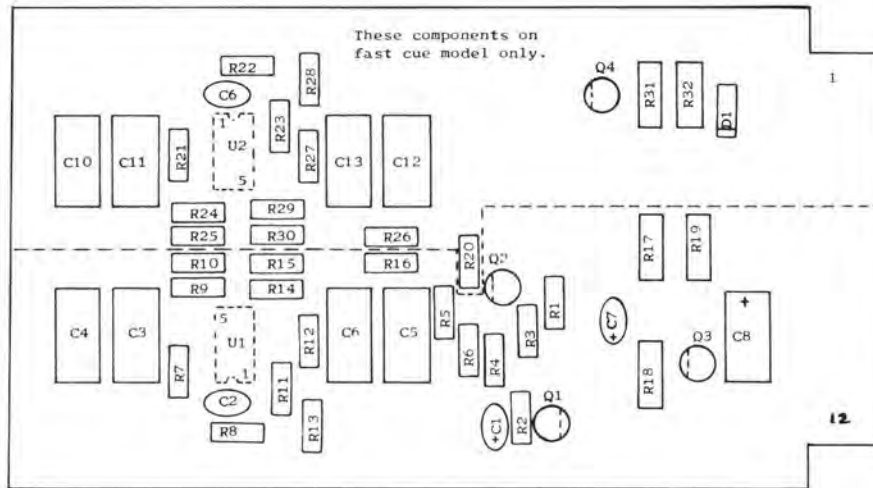 These components on
fast cue model only.
R22
R28
Q4
R31
R32
D1
1
C6
R23
1
U2
5
C10
C11
R21
R27
C13
C12
R24
R29
R25
R30
R26
R10
R15
R16
R9
R14
R20
Q2
R17
R19
C4
C3
5
U1
1
R12
C6
C5
R5
R1
R3
+C7
+
C8
Q3
R7
R6
R4
R11
R18
C2
R8
R13
+C1
R2
Q1
12